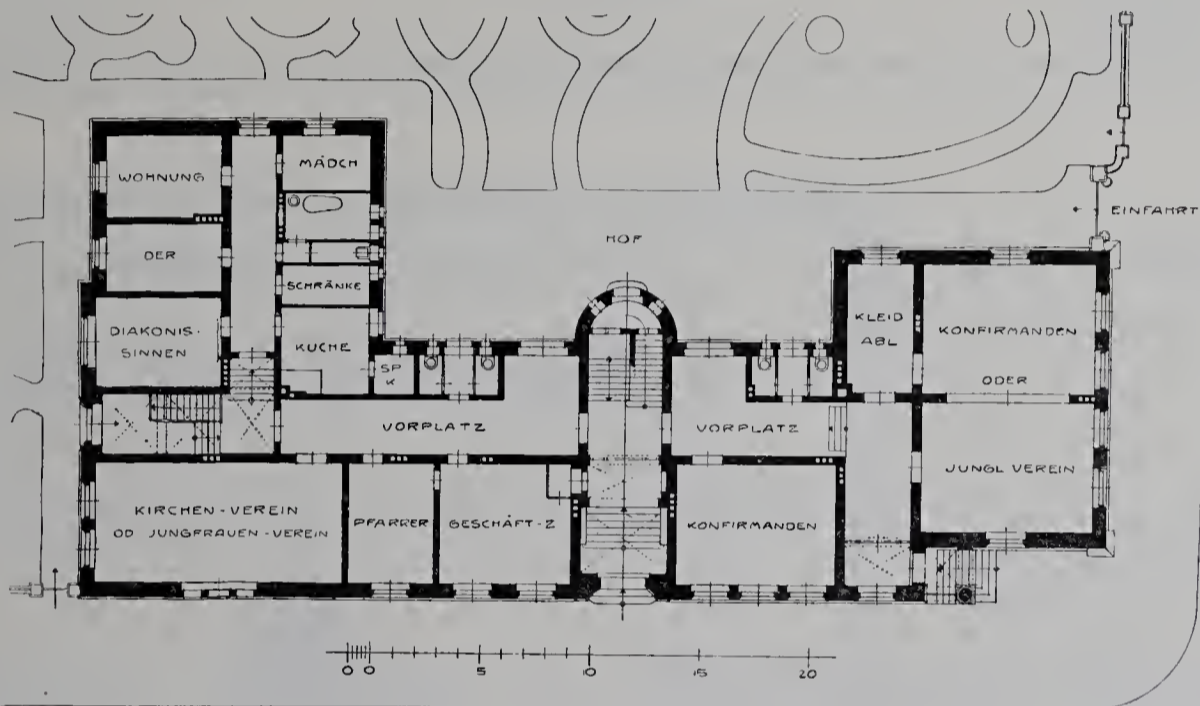 WOHNUNG
MÄDCH
DER
SCHRÄNKE
DIAKONIS-
SINNEN
KÜCHE
SP
K
HOF
EINFAHRT
KLEID
ABL
KONFIRMANDEN
ODER
JUNGL VEREIN
VORPLATZ
VORPLATZ
KIRCHEN-VEREIN
OD JUNGFRAUEN-VEREIN
PFARRER
GESCHÄFT-Z
KONFIRMANDEN
0 0 5 10 15 20